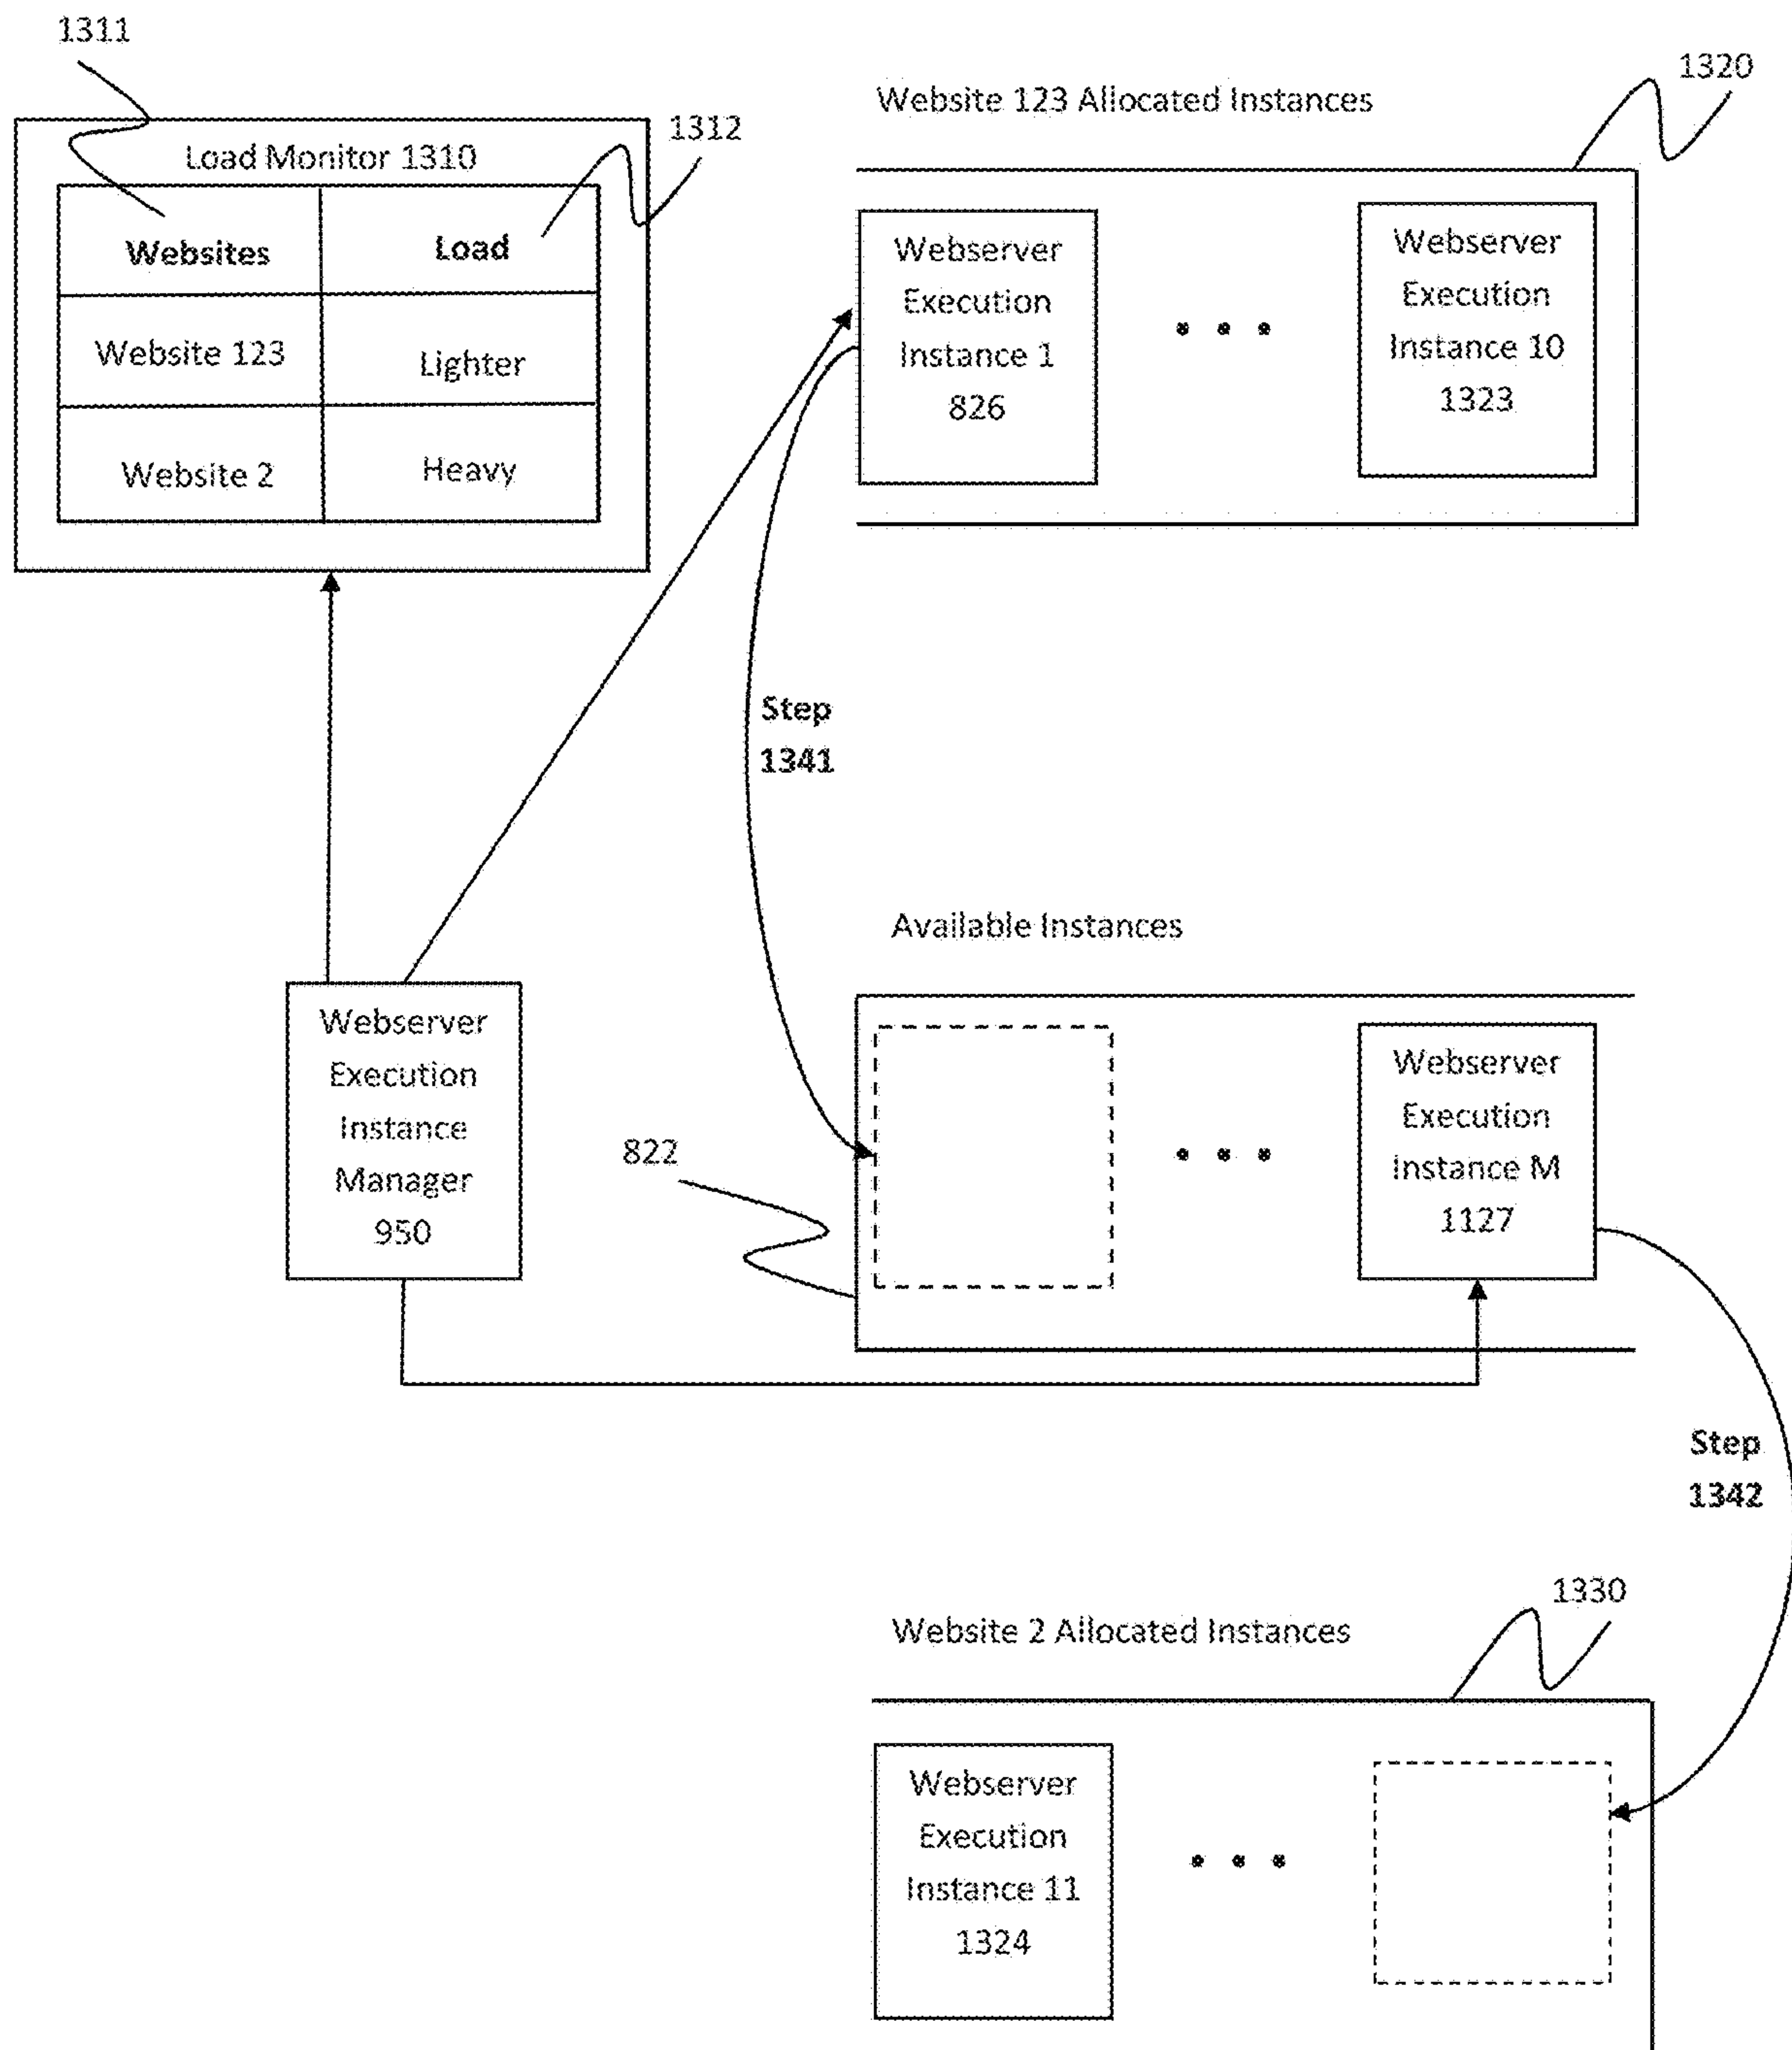 1311
1320
Website 123 Allocated Instances
1312
Load Monitor 1310
Websites
Load
Website 123
Lighter
Website 2
Heavy
Webserver
Execution
Instance 1
826
Webserver
Execution
Instance 10
1323
Step
1341
Available Instances
Webserver
Execution
Instance
Manager
950
822
Webserver
Execution
Instance M
1127
Step
1342
1330
Website 2 Allocated Instances
Webserver
Execution
Instance 11
1324